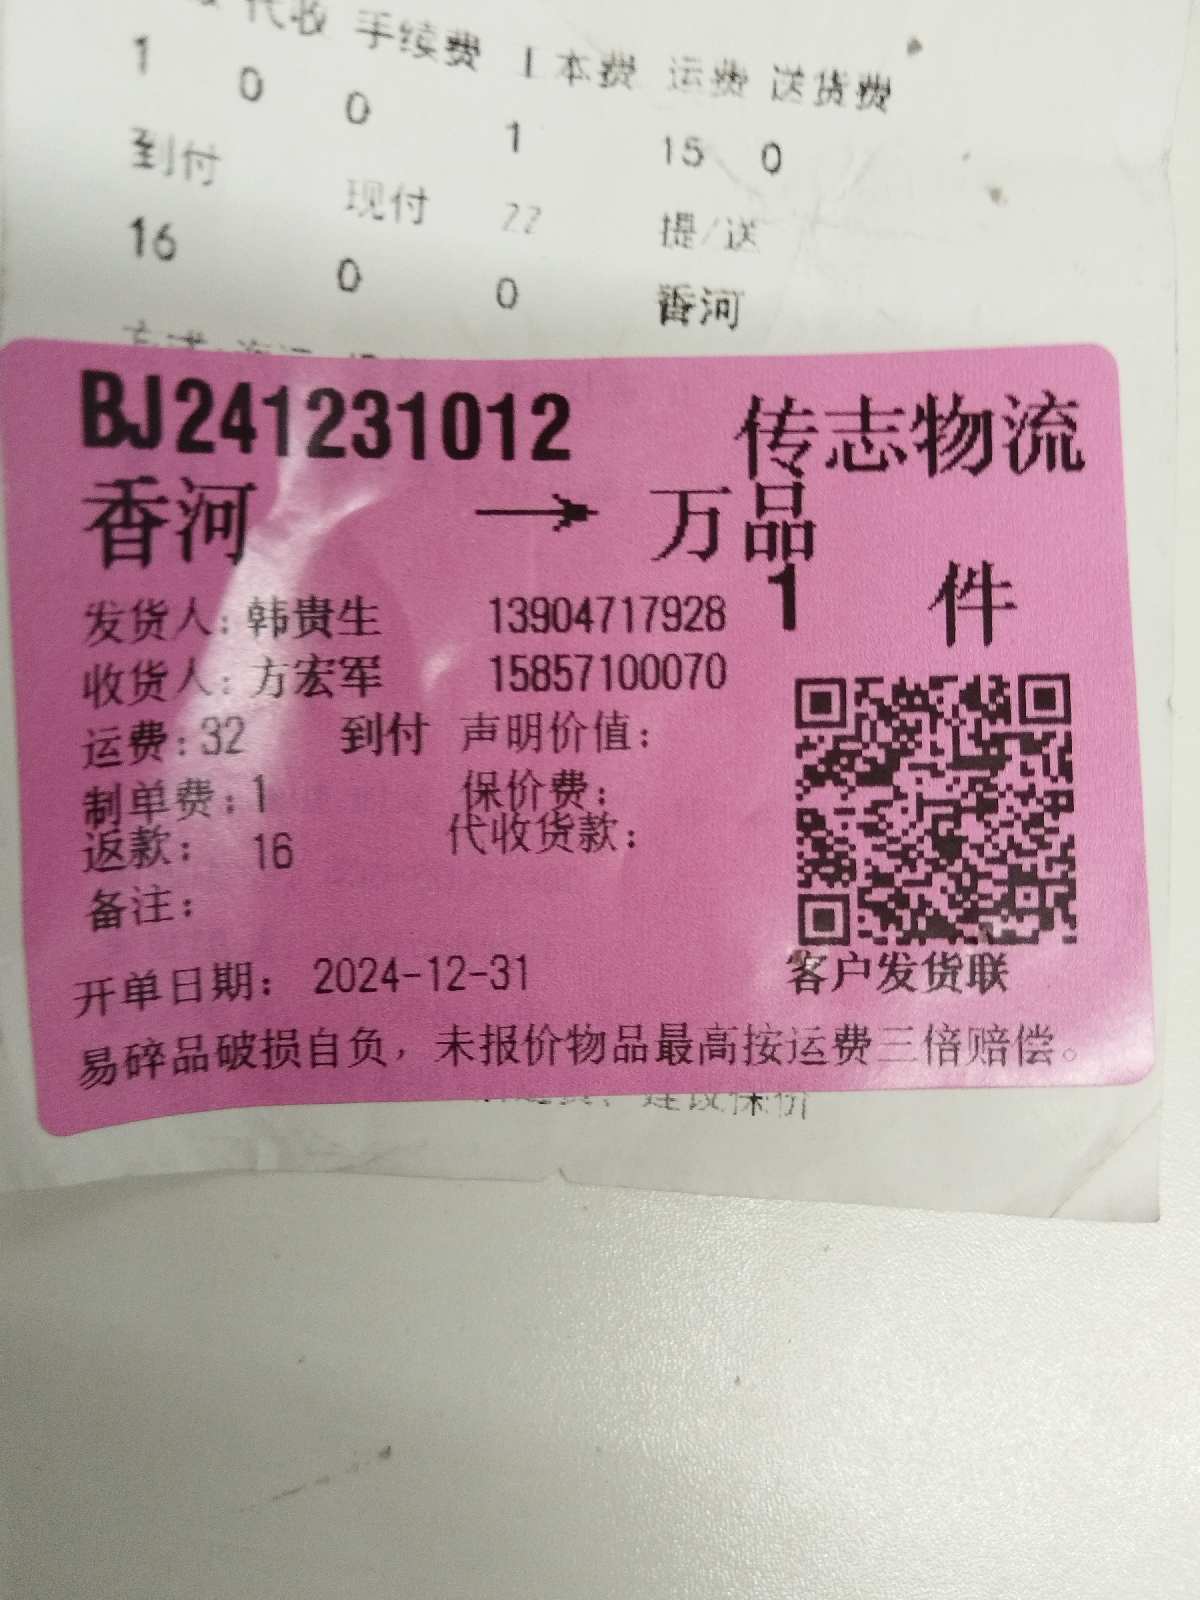 代收 手续费 工本费 运费 送货费
1 0 0 1 15 0
到付 现付 提/送
16 0 0 香河
BJ241231012 传志物流
香河 → 万品
1 件
发货人: 韩贵生 13904717928
收货人: 方宏军 15857100070
运费: 32 到付 声明价值:
制单费: 1 保价费:
返款: 16 代收货款:
备注:
开单日期: 2024-12-31 客户发货联
易碎品破损自负，未报价物品最高按运费三倍赔偿。
建议保价